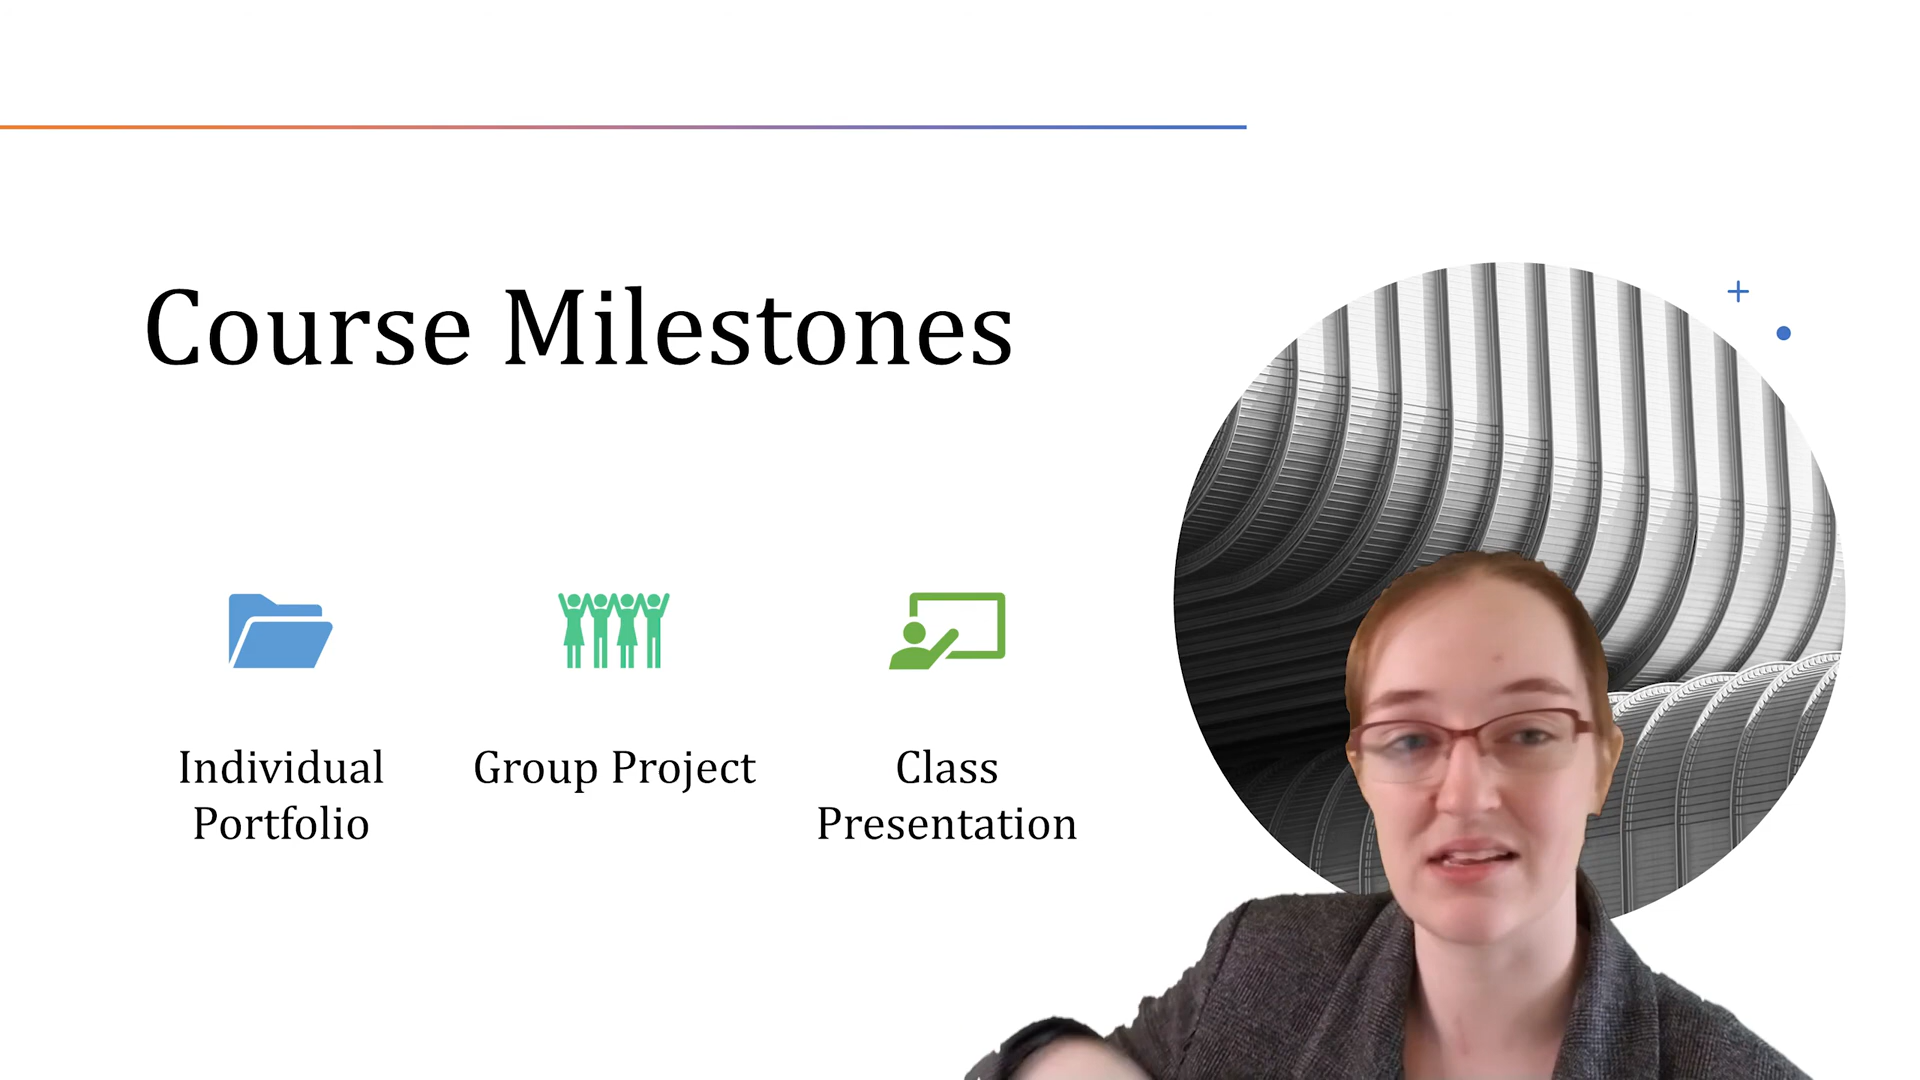 Course Milestones
Individual
Portfolio
Group Project
Class
Presentation